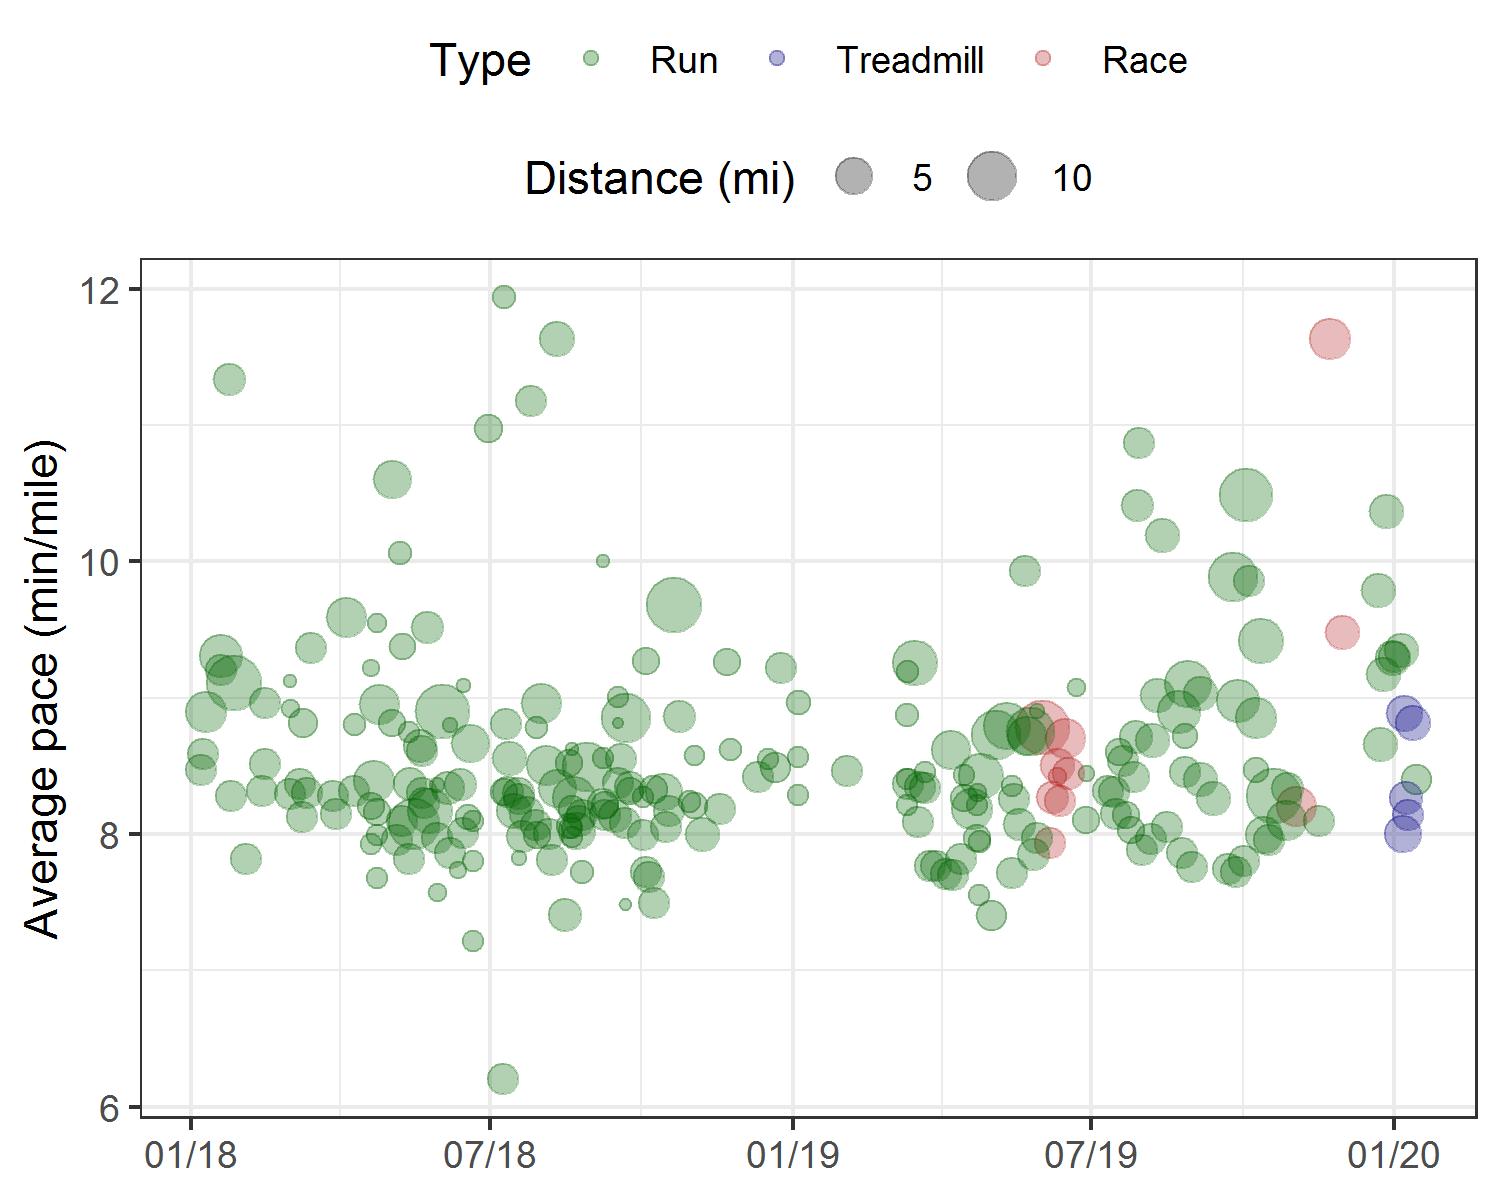 Type Run Treadmill Race
Distance (mi) 5 10
Average pace (min/mile)
12
10
8
6
01/18 07/18 01/19 07/19 01/20